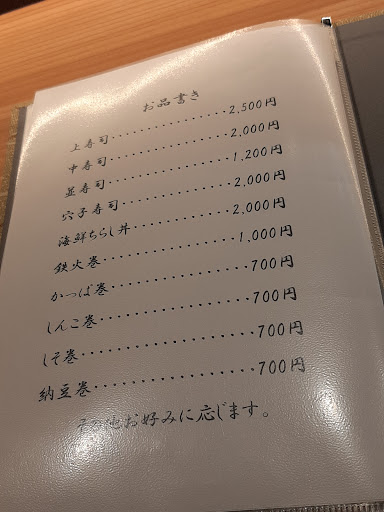 お品書き
上寿司・・・・・・・・・・・・・・2,500円
中寿司・・・・・・・・・・・・・・2,000円
並寿司・・・・・・・・・・・・・・1,200円
穴子寿司・・・・・・・・・・・・・2,000円
海鮮ちらし丼・・・・・・・・・・・2,000円
鉄火巻・・・・・・・・・・・・・・1,000円
かっぱ巻・・・・・・・・・・・・・・700円
しんこ巻・・・・・・・・・・・・・・700円
しそ巻・・・・・・・・・・・・・・・700円
納豆巻・・・・・・・・・・・・・・・700円
その他お好みに応じます。